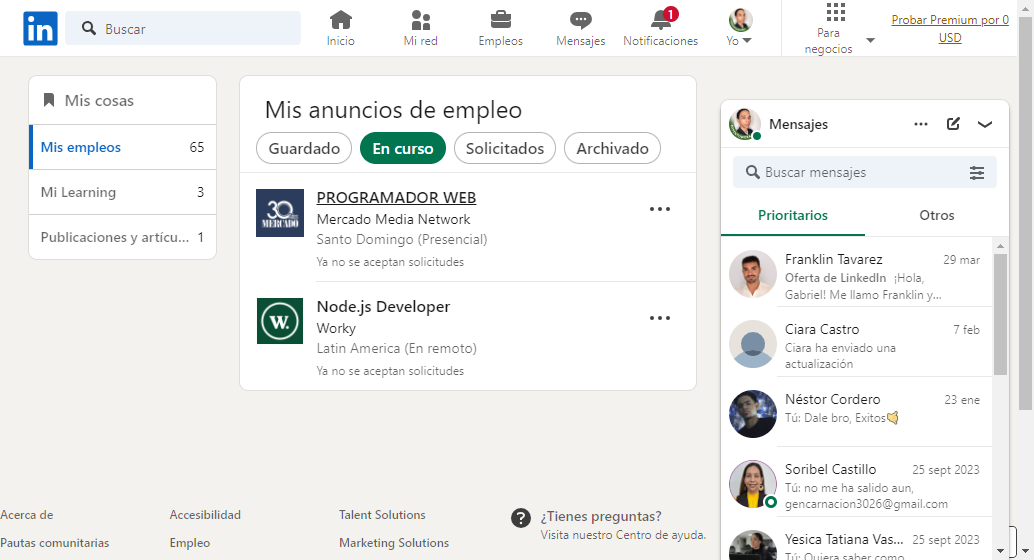 in
Buscar
Inicio
Mi red
Empleos
Mensajes
1
Notificaciones
Yo
Para
negocios
Probar Premium por 0
USD
Mis cosas
Mis empleos 65
Mi Learning 3
Publicaciones y artícu... 1
Mis anuncios de empleo
Guardado
En curso
Solicitados
Archivado
30
MERCADO
PROGRAMADOR WEB
Mercado Media Network
Santo Domingo (Presencial)
Ya no se aceptan solicitudes
W.
Node.js Developer
Worky
Latin America (En remoto)
Ya no se aceptan solicitudes
Mensajes
Buscar mensajes
Prioritarios
Otros
Franklin Tavarez 29 mar
Oferta de LinkedIn ¡Hola,
Gabriel! Me llamo Franklin y...
Ciara Castro 7 feb
Ciara ha enviado una
actualización
Néstor Cordero 23 ene
Tú: Dale bro, Exitos
Soribel Castillo 25 sept 2023
Tú: no me ha salido aun,
gencarnacion3026@gmail.com
Yesica Tatiana Vas... 25 sept 2023
Tú: Quiera saber como
Acerca de
Accesibilidad
Talent Solutions
¿Tienes preguntas?
Visita nuestro Centro de ayuda.
Pautas comunitarias
Empleo
Marketing Solutions